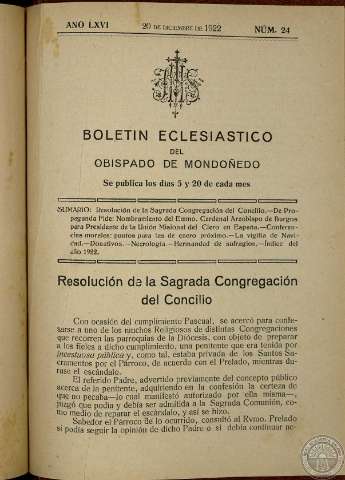 AÑO LXVI 20 DE DICIEMBRE DE 1922 NÚM. 24
BOLETIN ECLESIASTICO
DEL
OBISPADO DE MONDOÑEDO
Se publica los días 5 y 20 de cada mes
SUMARIO: Resolución de la Sagrada Congregación del Concilio.—De Pro-
paganda Fide: Nombramiento del Emmo. Cardenal Arzobispo de Burgos
para Presidente de la Unión Misional del Clero en España.—Conferen-
cias morales: puntos para las de enero próximo.—La vigilia de Navi-
dad.—Donativos.—Necrología.—Hermandad de sufragios.—Índice del
año 1922.
Resolución de la Sagrada Congregación
del Concilio
Con ocasión del cumplimiento Pascual, se acercó para confe-
sarse a uno de los muchos Religiosos de distintas Congregaciones
que recorren las parroquias de la Diócesis, con objeto de preparar
a los fieles a dicho cumplimiento, una penitente que era tenida por
incestuosa pública y, como tal, estaba privada de los Santos Sa-
cramentos por el Párroco, de acuerdo con el Prelado, mientras du-
rase el escándalo.
El referido Padre, advertido previamente del concepto público
acerca de la penitente, adquiriendo en la confesión la certeza de
que no pecaba—lo cual manifestó autorizado por ella misma—,
juzgó que podía y debía ser admitida a la Sagrada Comunión, co-
mo medio de reparar el escándalo, y así se hizo.
Sabedor el Párroco de lo ocurrido, consultó al Rvmo. Prelado
si podía seguir la opinión de dicho Padre o si debía continuar ne-